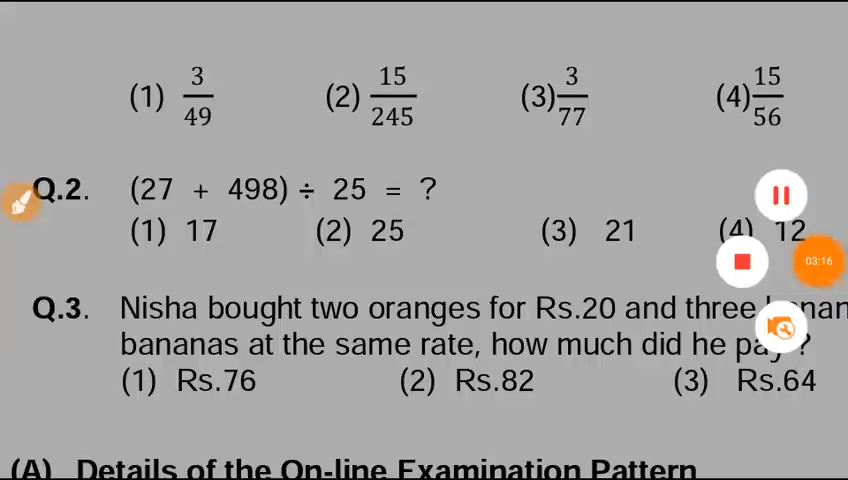 (1) 3/49 (2) 15/245 (3) 3/77 (4) 15/56
Q.2. (27 + 498) ÷ 25 = ?
(1) 17 (2) 25 (3) 21 (4) 12
03:16
Q.3. Nisha bought two oranges for Rs.20 and three
bananas at the same rate, how much did he pay ?
(1) Rs.76 (2) Rs.82 (3) Rs.64
(A) Details of the On-line Examination Pattern